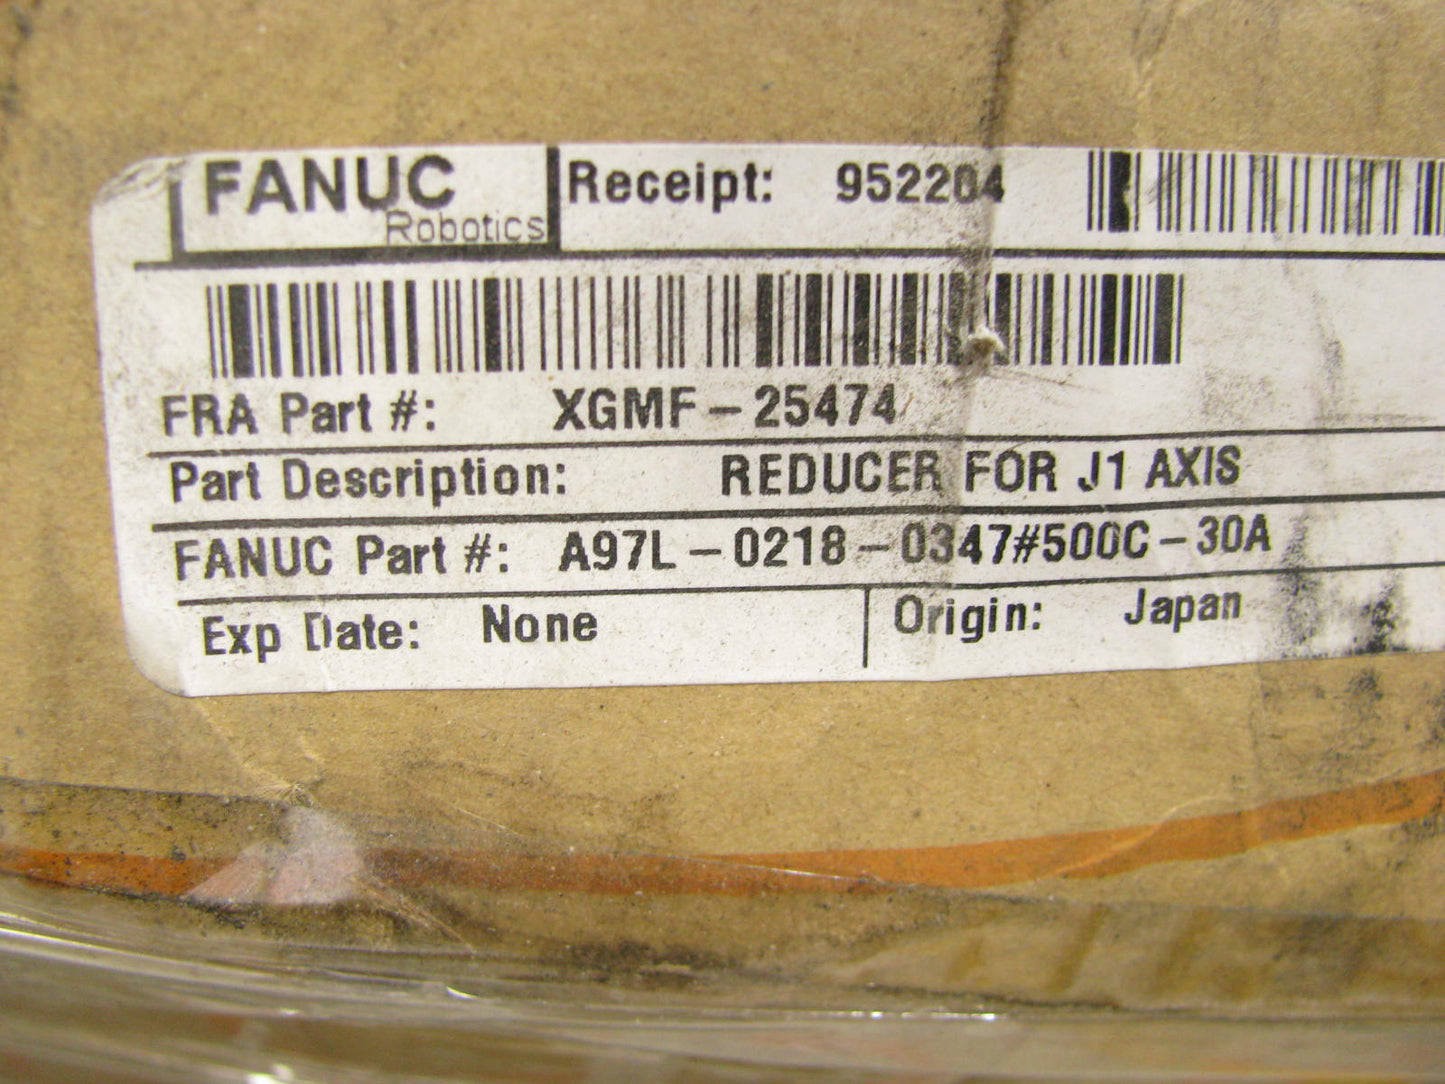 FANUC Receipt: 952204
Robotics
FRA Part #: XGMF-25474
Part Description: REDUCER FOR J1 AXIS
FANUC Part #: A97L-0218-0347#500C-30A
Exp Date: None Origin: Japan